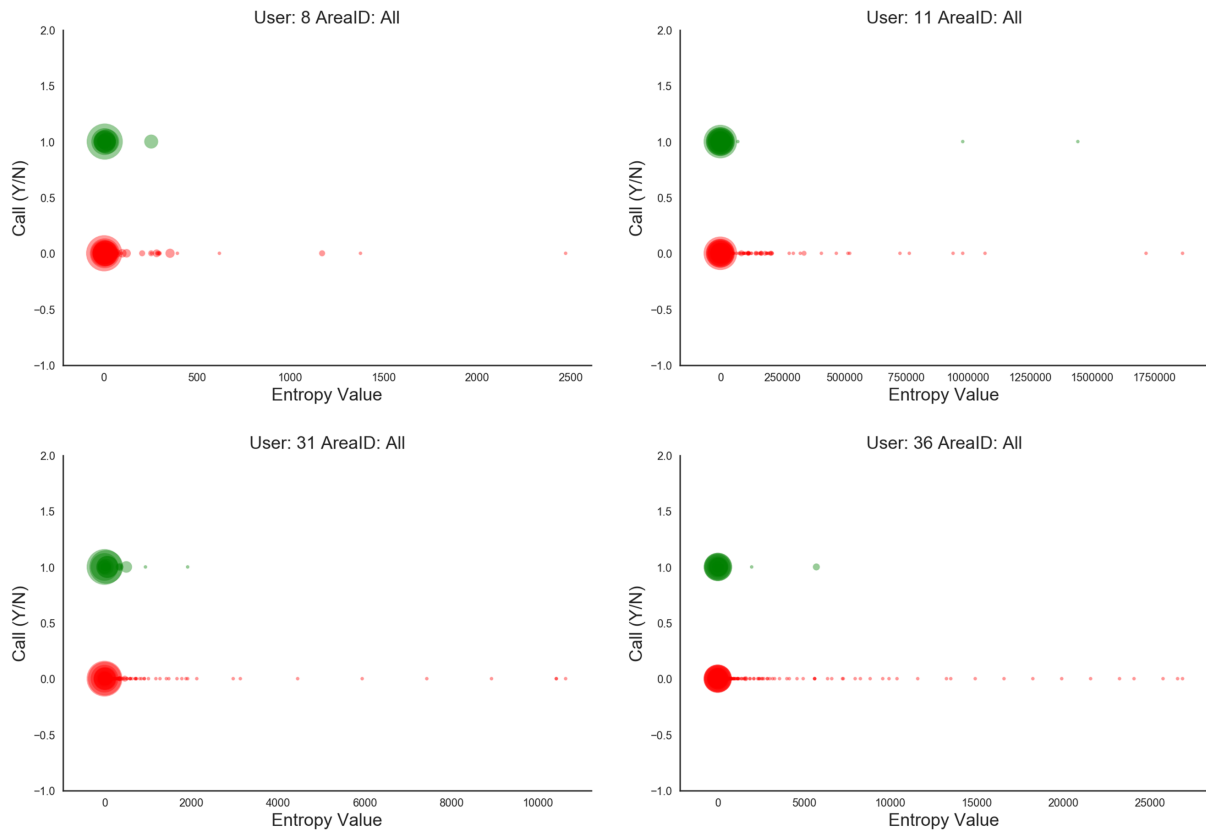 User: 8 AreaID: All
2.0
1.5
1.0
0.5
0.0
−0.5
−1.0
Call (Y/N)
0 500 1000 1500 2000 2500
Entropy Value
User: 11 AreaID: All
2.0
1.5
1.0
0.5
0.0
−0.5
−1.0
Call (Y/N)
0 250000 500000 750000 1000000 1250000 1500000 1750000
Entropy Value
User: 31 AreaID: All
2.0
1.5
1.0
0.5
0.0
−0.5
−1.0
Call (Y/N)
0 2000 4000 6000 8000 10000
Entropy Value
User: 36 AreaID: All
2.0
1.5
1.0
0.5
0.0
−0.5
−1.0
Call (Y/N)
0 5000 10000 15000 20000 25000
Entropy Value